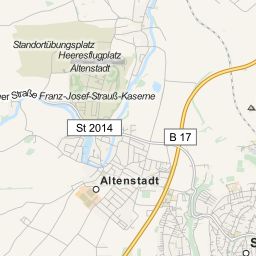 Standortübungsplatz
Heeresflugplatz
Altenstadt
er Straße Franz-Josef-Strauß-Kaserne
St 2014
B 17
Altenstadt
S